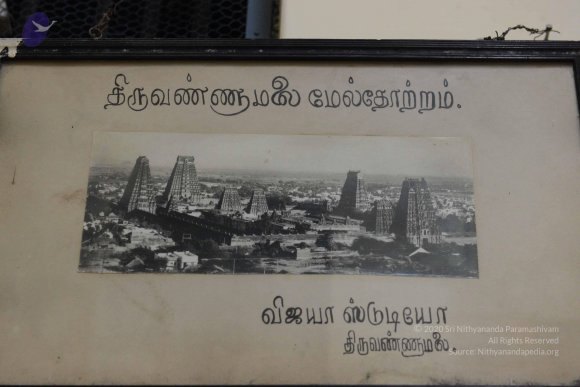 திருவண்ணாமலை மேல்தோற்றம்.
விஜயா ஸ்டுடியோ
திருவண்ணாமலை.
© 2020 Sri Nithyananda Paramashivam
All Rights Reserved
Source: Nithyanandapedia.org